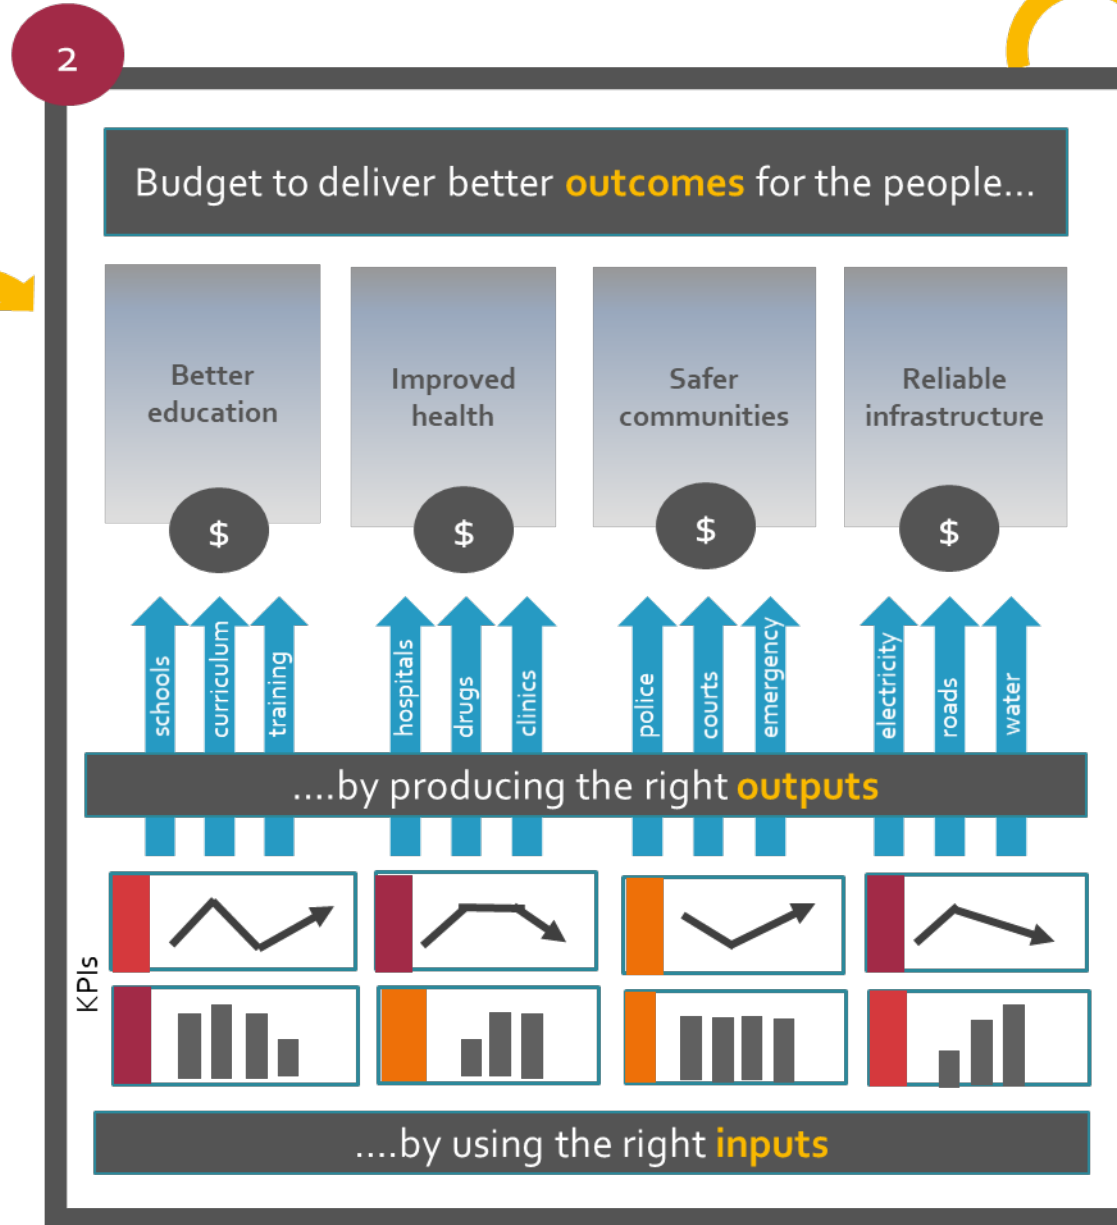 2
Budget to deliver better outcomes for the people...
Better
education
Improved
health
Safer
communities
Reliable
infrastructure
$
$
$
$
schools
curriculum
training
hospitals
drugs
clinics
police
courts
emergency
electricity
roads
water
....by producing the right outputs
KPIs
....by using the right inputs